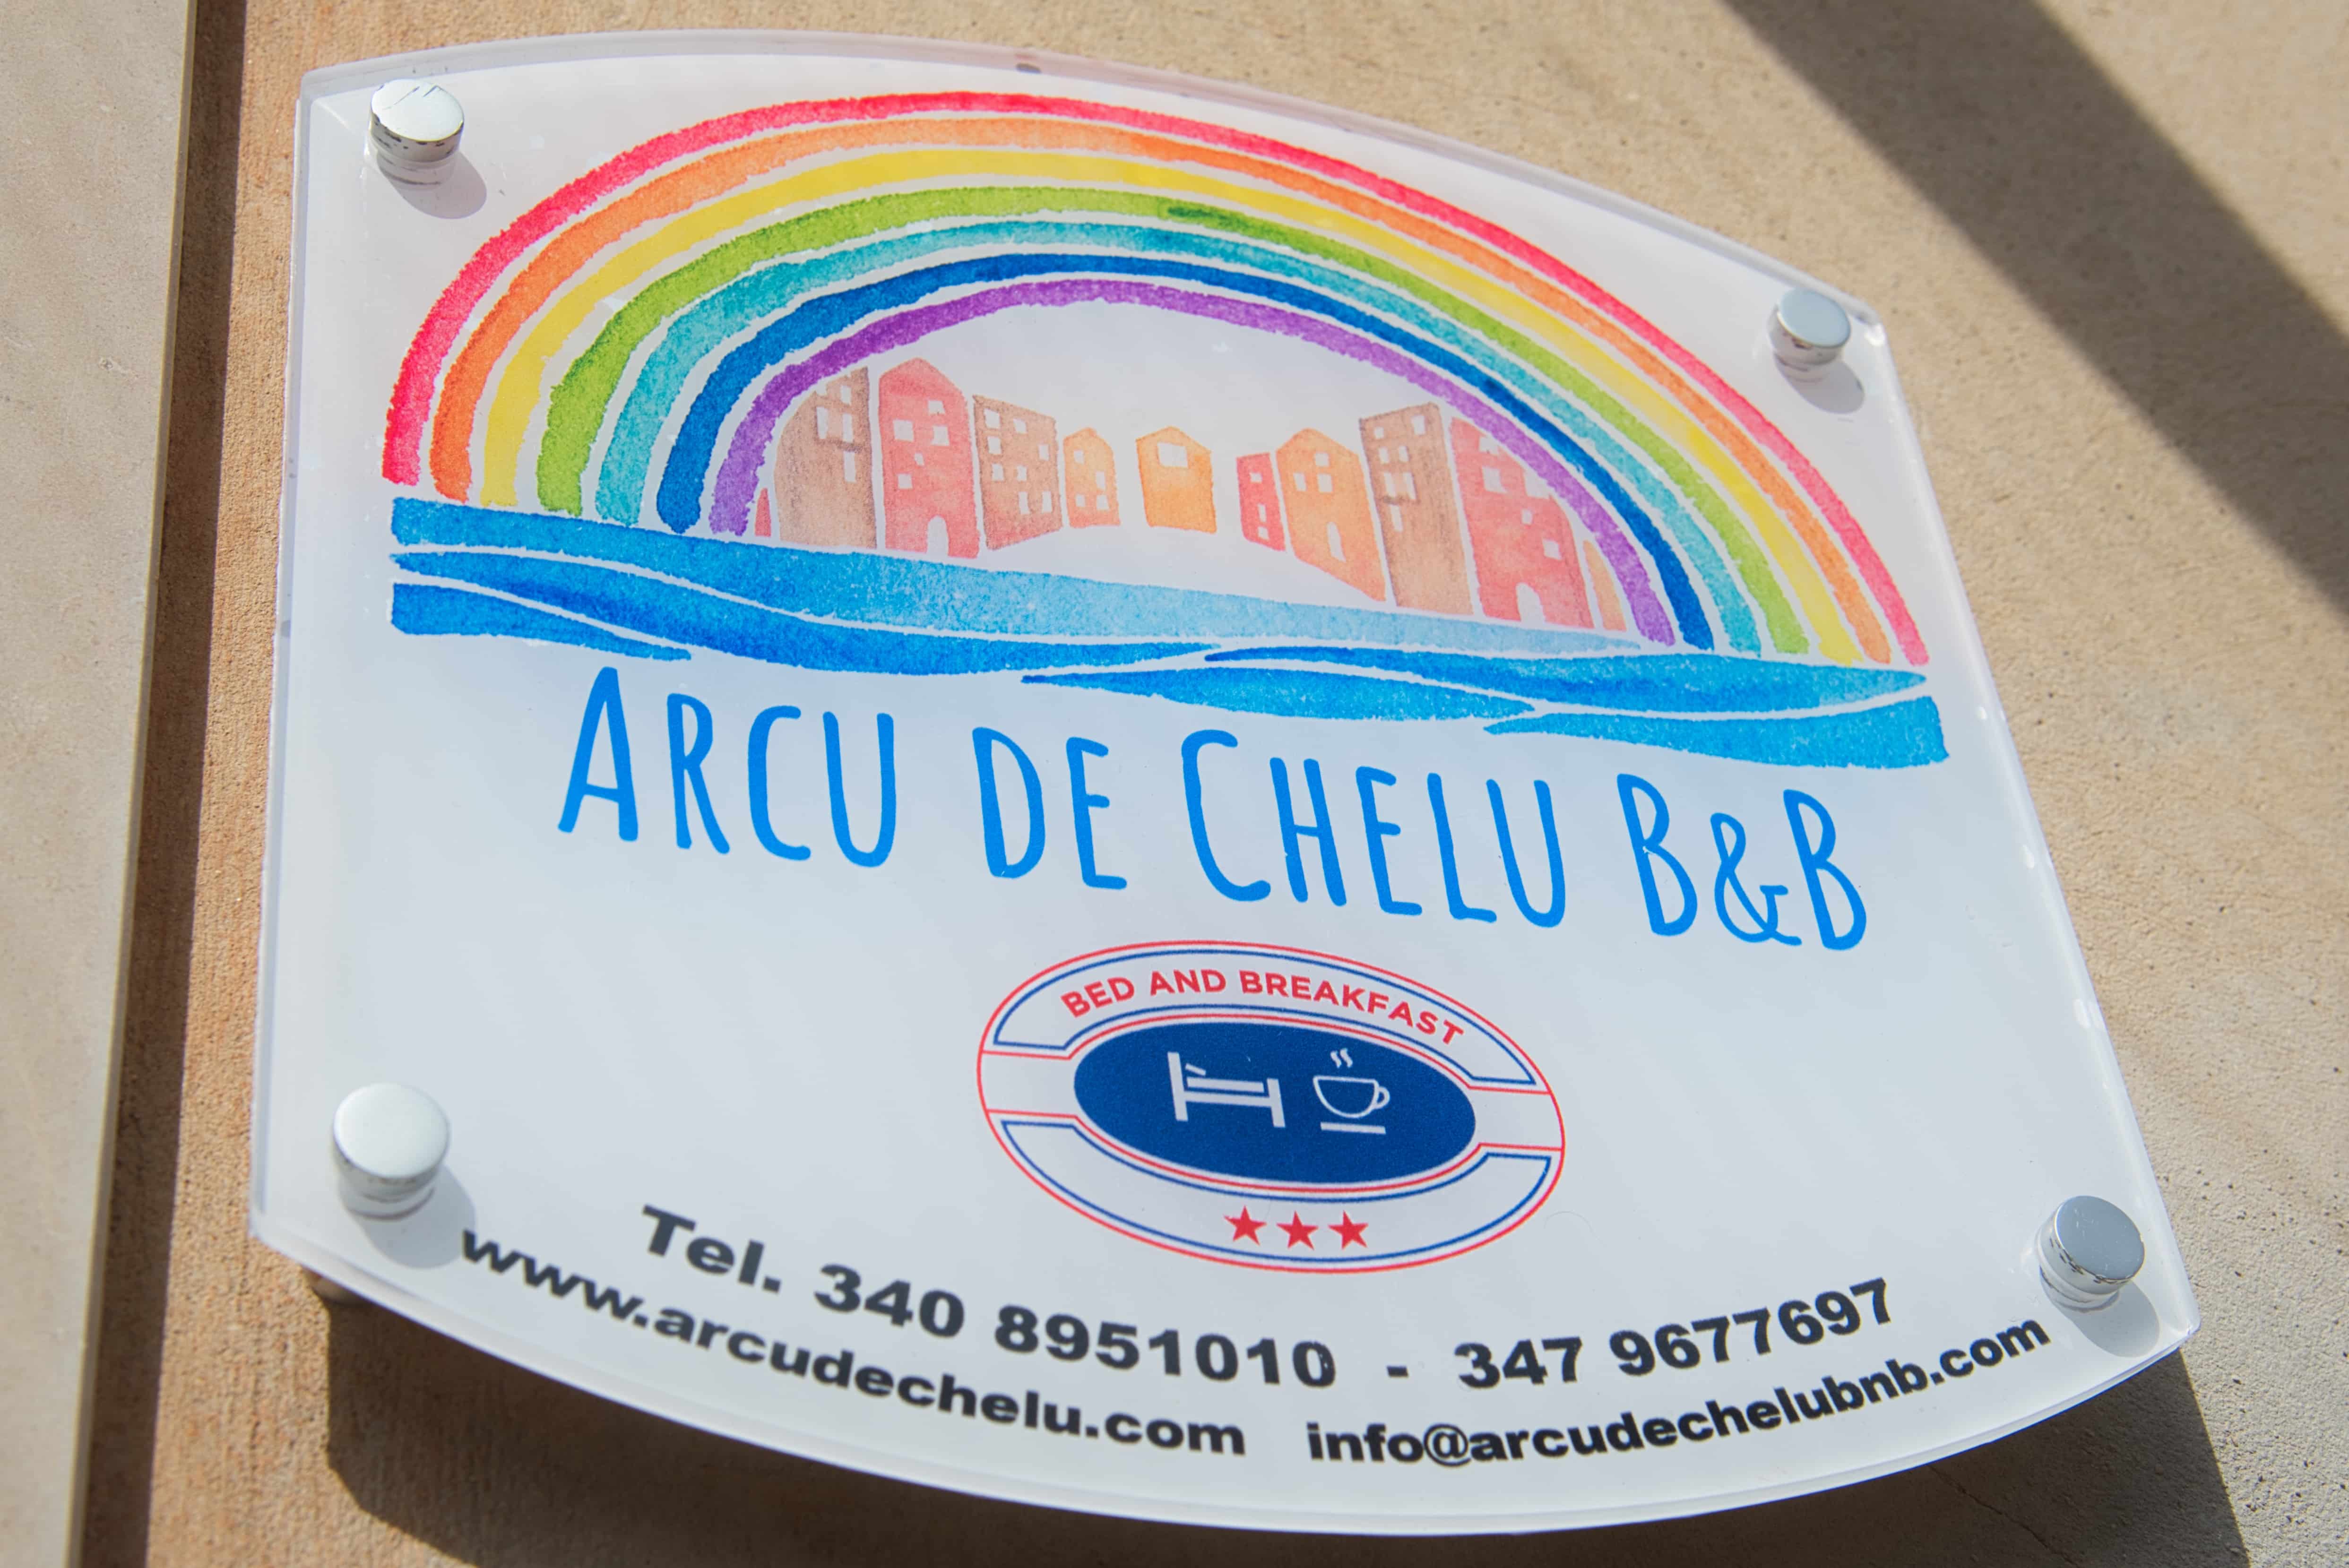 ARCU DE CHELU B&B
BED AND BREAKFAST
Tel. 340 8951010 - 347 9677697
www.arcudechelu.com info@arcudechelubnb.com